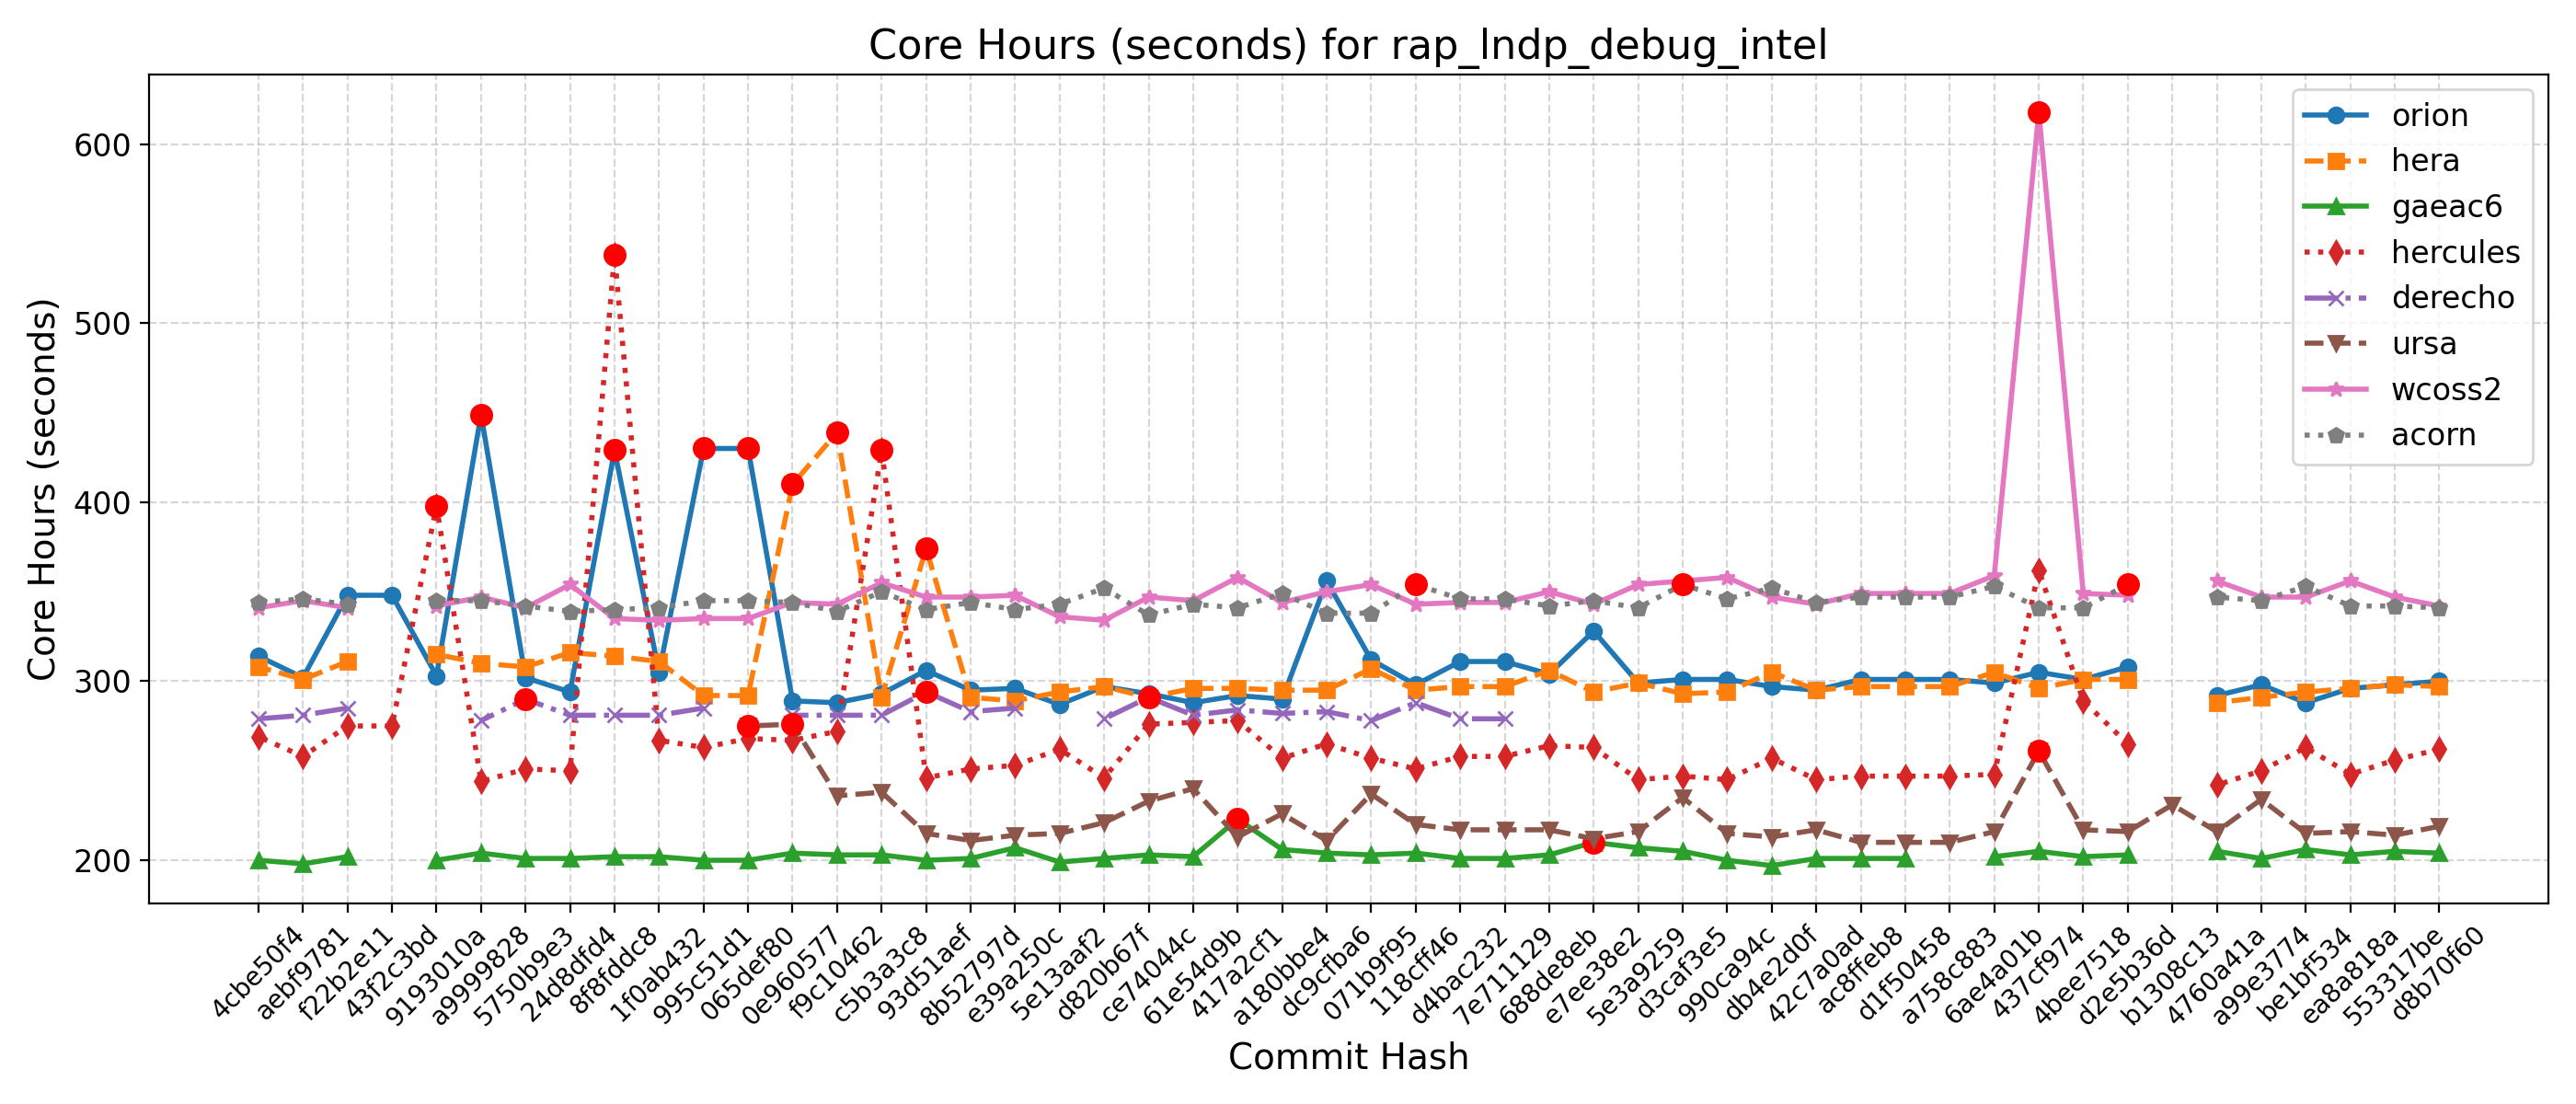 Core Hours (seconds) for rap_lndp_debug_intel
Core Hours (seconds)
600
500
400
300
200
orion
hera
gaeac6
hercules
derecho
ursa
wcoss2
acorn
4cbe50f4
aebf9781
f22b2e11
43f2c3bd
9193010a
a9999828
5750b9e3
24d8dfd4
8f8fddc8
1f0ab432
995c51d1
065def80
0e960577
f9c10462
c5b3a3c8
93d51aef
8b52797d
e39a250c
5e13aaf2
d820b67f
ce74044c
61e54d9b
417a2cf1
a180bbe4
dc9cfba6
071b9f95
118cff46
d4bac232
7e711129
688de8eb
e7ee38e2
5e3a9259
d3caf3e5
990ca94c
db4e2d0f
42c7a0ad
ac8ffeb8
d1f50458
a758c883
6ae4a01b
437cf974
4bee7518
d2e5b36d
b1308c13
4760a41a
a99e3774
be1bf534
ea8a818a
553317be
d8b70f60
Commit Hash